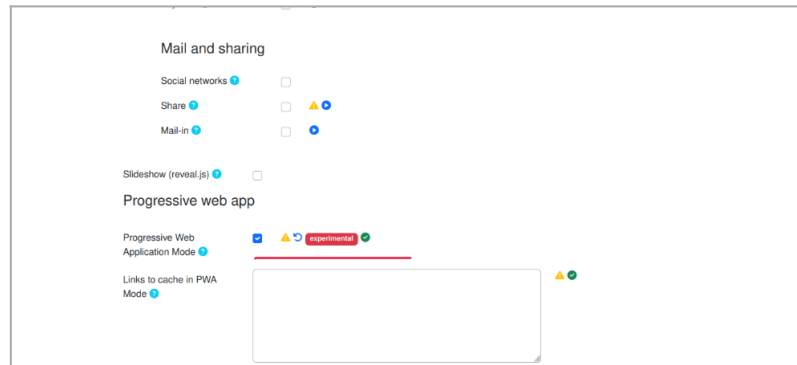 Mail and sharing
Social networks
Share
Mail-in
Slideshow (reveal.js)
Progressive web app
Progressive Web
Application Mode
experimental
Links to cache in PWA
Mode